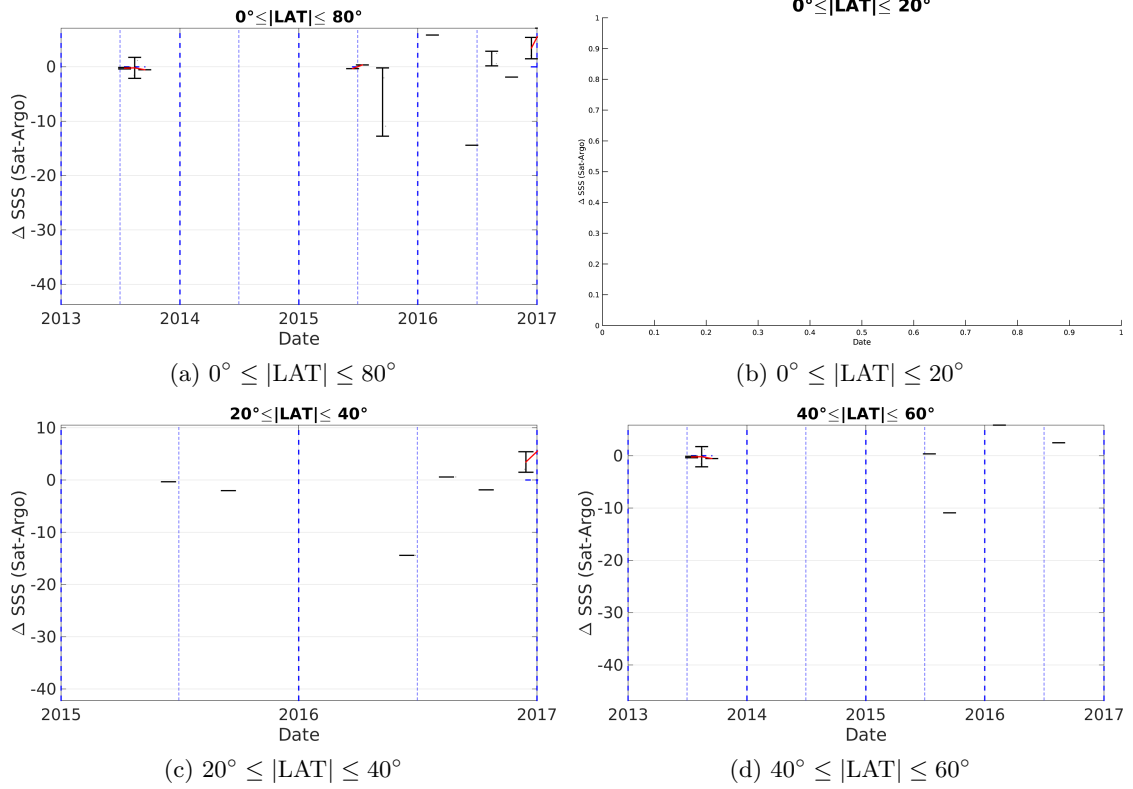 0°≤|LAT|≤ 80°
Δ SSS (Sat-Argo)
0
-10
-20
-30
-40
2013 2014 2015 2016 2017
Date
(a) 0° ≤ |LAT| ≤ 80°
0°≤|LAT|≤ 20°
Δ SSS (Sat-Argo)
1
0.9
0.8
0.7
0.6
0.5
0.4
0.3
0.2
0.1
0
0 0.1 0.2 0.3 0.4 0.5 0.6 0.7 0.8 0.9 1
Date
(b) 0° ≤ |LAT| ≤ 20°
20°≤|LAT|≤ 40°
Δ SSS (Sat-Argo)
10
0
-10
-20
-30
-40
2015 2016 2017
Date
(c) 20° ≤ |LAT| ≤ 40°
40°≤|LAT|≤ 60°
Δ SSS (Sat-Argo)
0
-10
-20
-30
-40
2013 2014 2015 2016 2017
Date
(d) 40° ≤ |LAT| ≤ 60°